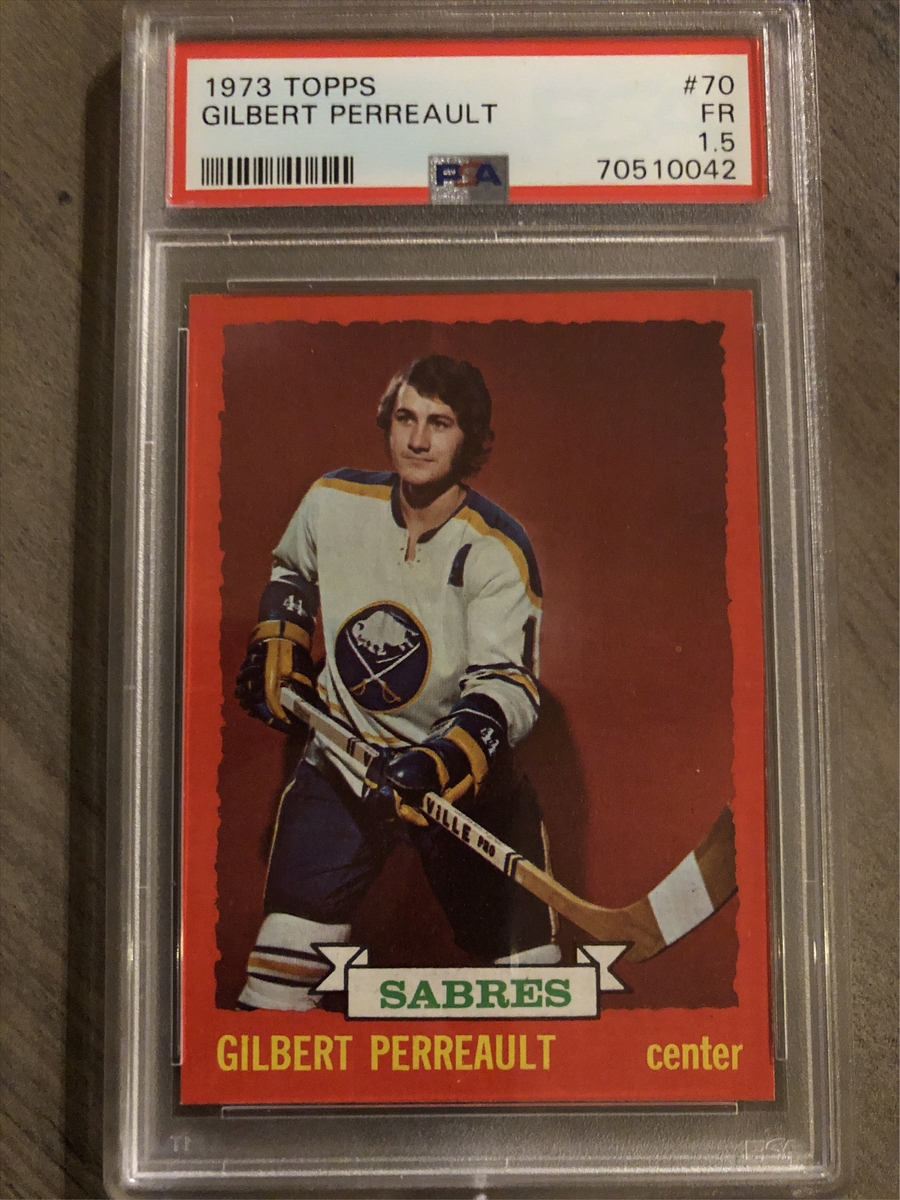 1973 TOPPS #70
GILBERT PERREAULT FR
1.5
70510042
PSA
44
44
VILLE PRO
SABRES
GILBERT PERREAULT center